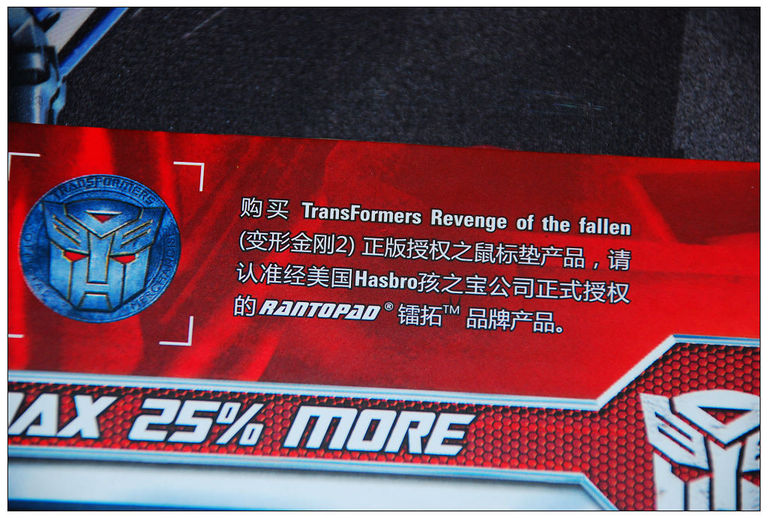 TRANSFORMERS
购买 TransFormers Revenge of the fallen
(变形金刚2) 正版授权之鼠标垫产品，请
认准经美国Hasbro孩之宝公司正式授权
的 RANTOPAD® 镭拓™ 品牌产品。
AX 25% MORE